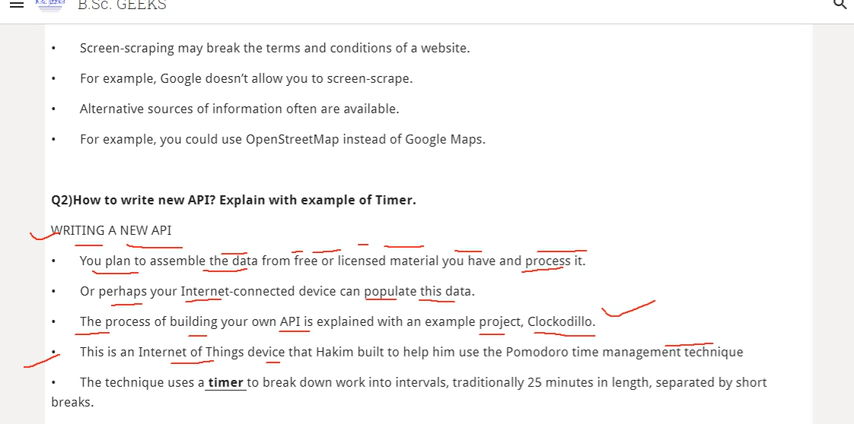 B.Sc. GEEKS
• Screen-scraping may break the terms and conditions of a website.
• For example, Google doesn’t allow you to screen-scrape.
• Alternative sources of information often are available.
• For example, you could use OpenStreetMap instead of Google Maps.
Q2)How to write new API? Explain with example of Timer.
WRITING A NEW API
• You plan to assemble the data from free or licensed material you have and process it.
• Or perhaps your Internet-connected device can populate this data.
• The process of building your own API is explained with an example project, Clockodillo.
• This is an Internet of Things device that Hakim built to help him use the Pomodoro time management technique
• The technique uses a timer to break down work into intervals, traditionally 25 minutes in length, separated by short
breaks.